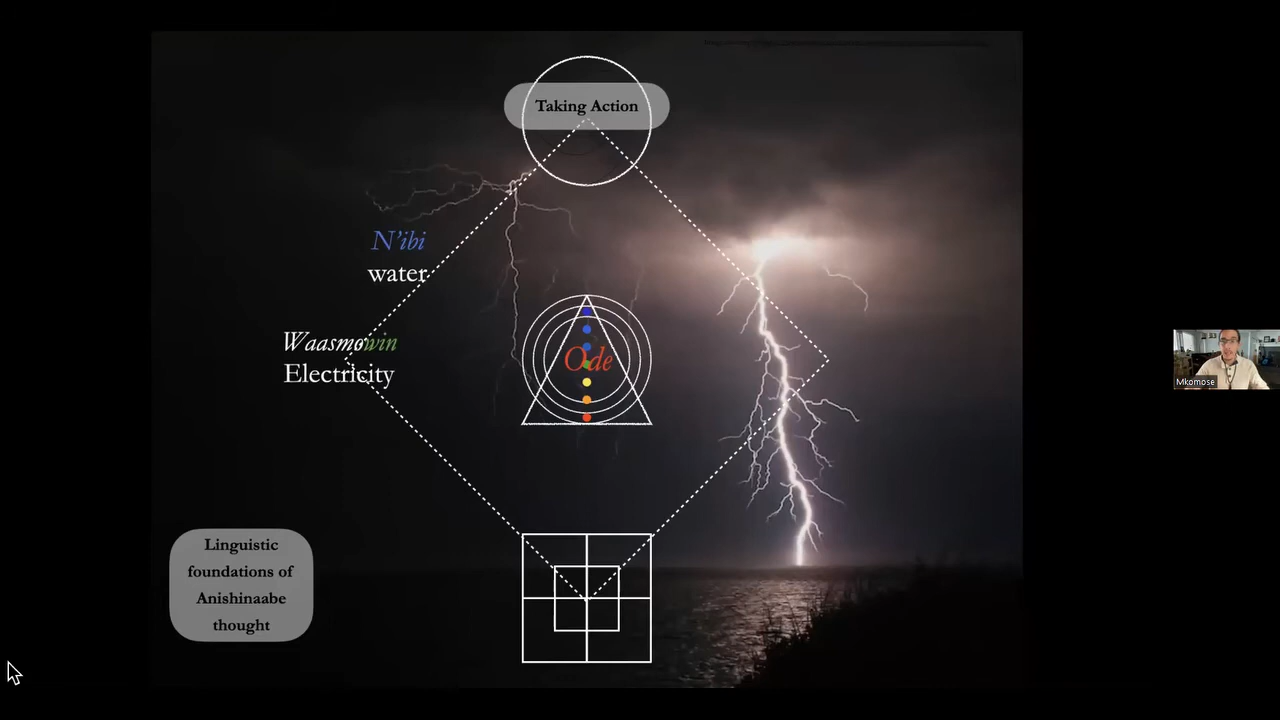 Taking Action
N'ibi
water
Waasmowin
Electricity
Ode
Linguistic
foundations of
Anishinaabe
thought
Mkomose